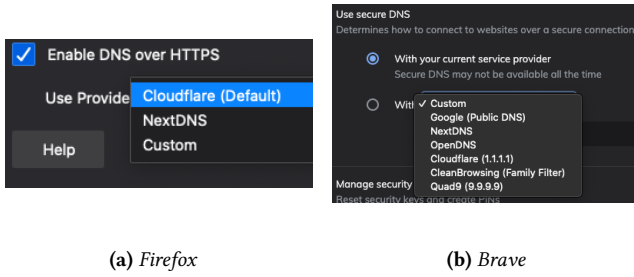 Enable DNS over HTTPS
Use Provide
Cloudflare (Default)
NextDNS
Custom
Help
(a) Firefox
Use secure DNS
Determines how to connect to websites over a secure connection
With your current service provider
Secure DNS may not be available all the time
With
Custom
Google (Public DNS)
NextDNS
OpenDNS
Cloudflare (1.1.1.1)
CleanBrowsing (Family Filter)
Quad9 (9.9.9.9)
Manage security
Reset security keys and create PINs
(b) Brave